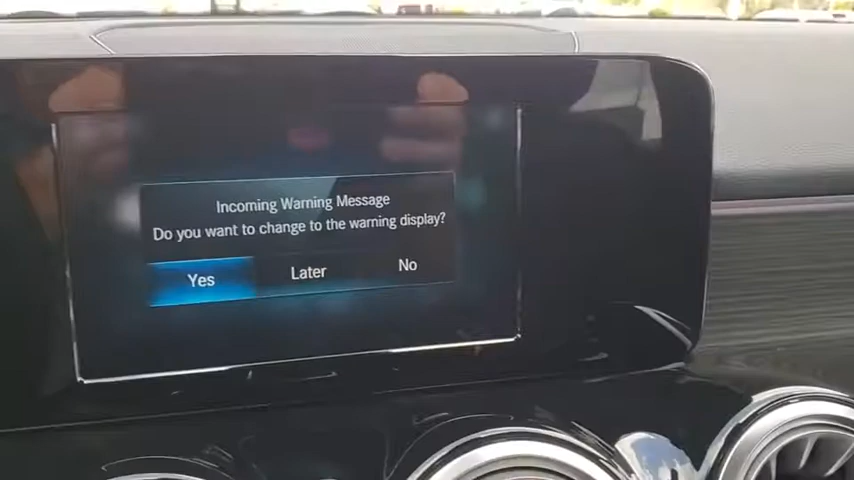 Incoming Warning Message
Do you want to change to the warning display?
Yes Later No